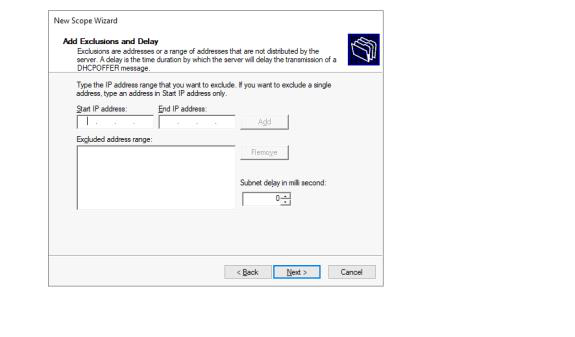 New Scope Wizard
Add Exclusions and Delay
Exclusions are addresses or a range of addresses that are not distributed by the
server. A delay is the time duration by which the server will delay the transmission of a
DHCPOFFER message.
Type the IP address range that you want to exclude. If you want to exclude a single
address, type an address in Start IP address only.
Start IP address:
End IP address:
Add
Excluded address range:
Remove
Subnet delay in milli second:
0
< Back
Next >
Cancel